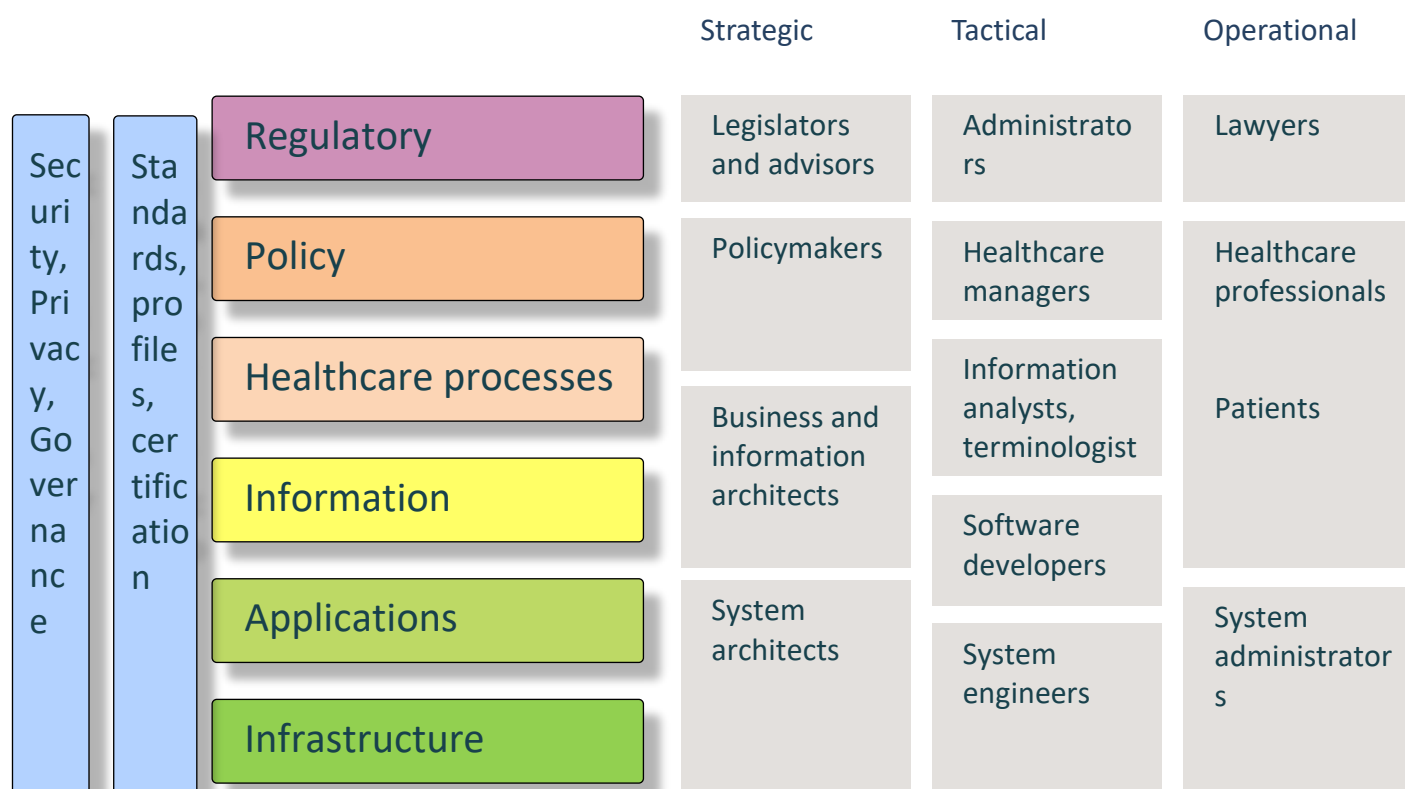 Strategic
Tactical
Operational
Sec
uri
ty,
Pri
vac
y,
Go
ver
na
nc
e
Sta
nda
rds,
pro
file
s,
cer
tific
atio
n
Regulatory
Legislators
and advisors
Administrato
rs
Lawyers
Policy
Policymakers
Healthcare
managers
Healthcare
professionals
Healthcare processes
Business and
information
architects
Information
analysts,
terminologist
Patients
Information
Software
developers
Applications
System
architects
System
engineers
System
administrator
s
Infrastructure